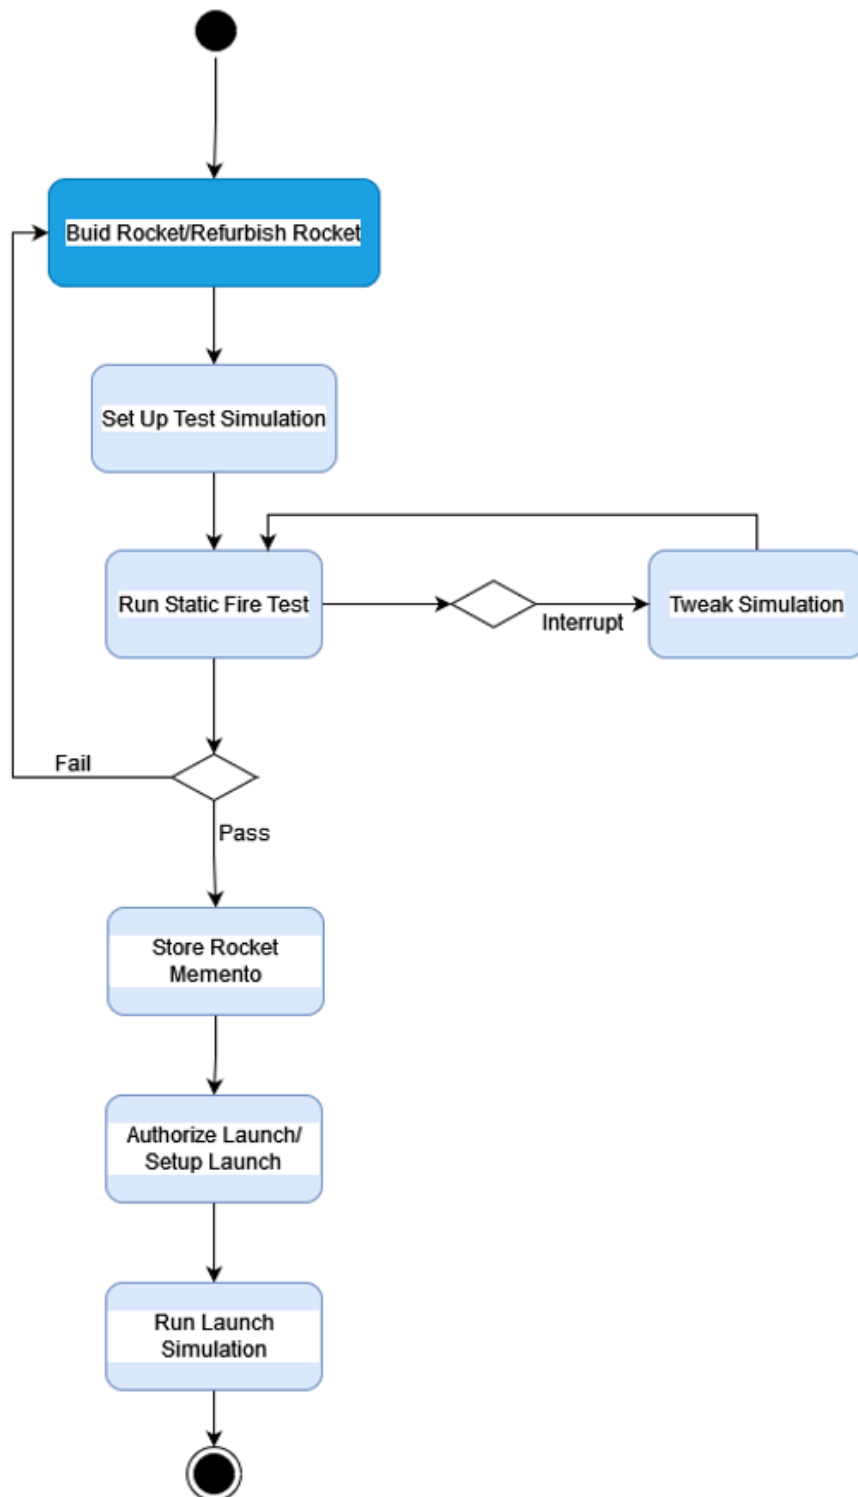 Buid Rocket/Refurbish Rocket
Set Up Test Simulation
Run Static Fire Test
Interrupt
Tweak Simulation
Fail
Pass
Store Rocket
Memento
Authorize Launch/
Setup Launch
Run Launch
Simulation